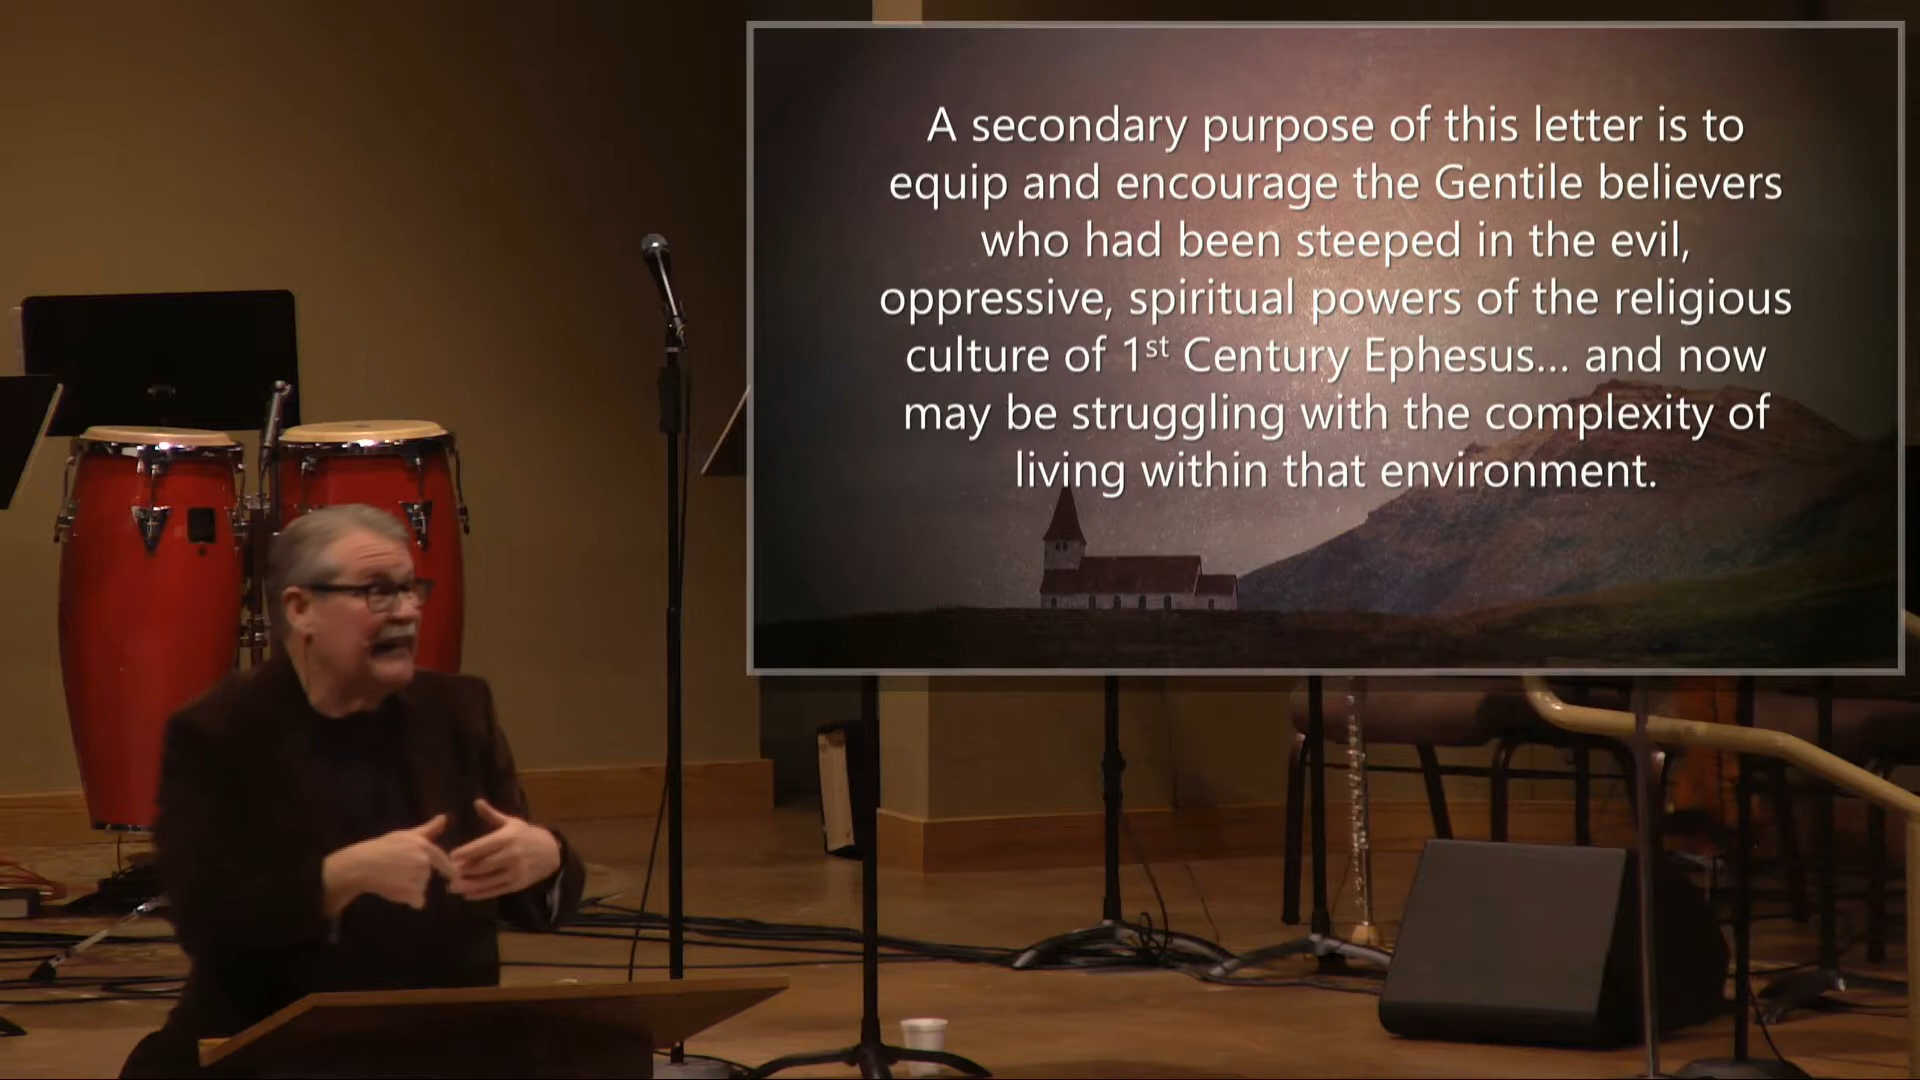 A secondary purpose of this letter is to
equip and encourage the Gentile believers
who had been steeped in the evil,
oppressive, spiritual powers of the religious
culture of 1st Century Ephesus... and now
may be struggling with the complexity of
living within that environment.